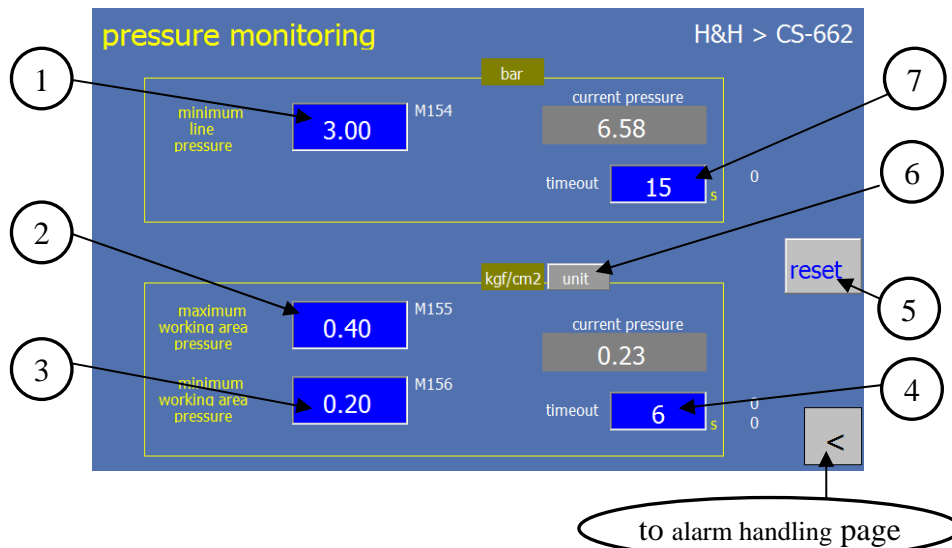 pressure monitoring
H&H > CS-662
bar
1
minimum
line
pressure
3.00
M154
current pressure
6.58
7
timeout
15
s
0
6
2
kgf/cm2
unit
reset
5
maximum
working area
pressure
0.40
M155
current pressure
0.23
3
minimum
working area
pressure
0.20
M156
timeout
6
s
0
0
4
<
to alarm handling page